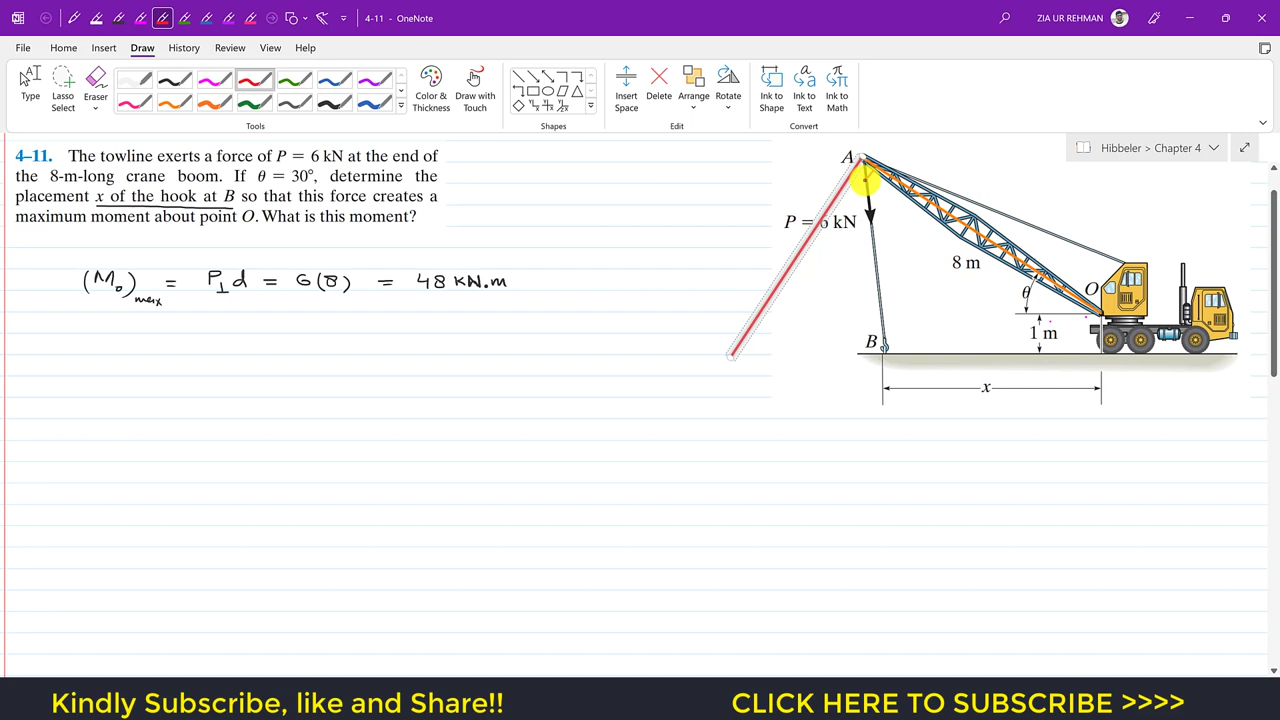 4-11 - OneNote
ZIA UR REHMAN
File Home Insert Draw History Review View Help
Type
Lasso Select
Eraser
Color & Thickness
Draw with Touch
Insert Space
Delete
Arrange
Rotate
Ink to Shape
Ink to Text
Ink to Math
Tools
Shapes
Edit
Convert
Hibbeler > Chapter 4
4–11. The towline exerts a force of P = 6 kN at the end of
the 8-m-long crane boom. If θ = 30°, determine the
placement x of the hook at B so that this force creates a
maximum moment about point O. What is this moment?
(Mo)max = P⊥d = 6(8) = 48 kN.m
A
P = 6 kN
8 m
O
θ
1 m
B
x
Kindly Subscribe, like and Share!!
CLICK HERE TO SUBSCRIBE >>>>